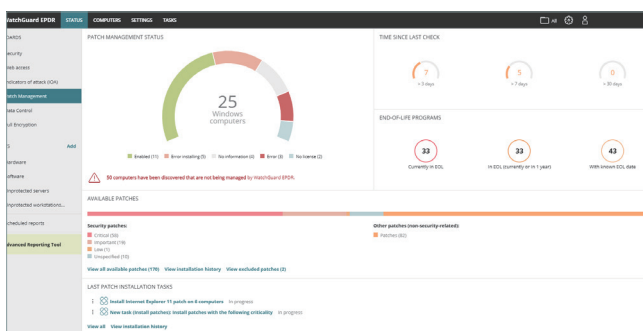 WatchGuard EPDR STATUS COMPUTERS SETTINGS TASKS All
PATCH MANAGEMENT STATUS
TIME SINCE LAST CHECK
Web access
Indicators of attack (IOA)
Patch Management
Data Control
Full Encryption
Add
Hardware
Software
Unprotected servers
Unprotected workstations...
Scheduled reports
Advanced Reporting Tool
25
Windows
computers
Enabled (11) Error installing (5) No information (4) Error (3) No license (2)
50 computers have been discovered that are not being managed by WatchGuard EPDR.
7
> 3 days
5
> 7 days
0
> 30 days
END-OF-LIFE PROGRAMS
33
Currently in EOL
33
In EOL (currently or in 1 year)
43
With known EOL date
AVAILABLE PATCHES
Security patches:
Critical (58)
Important (19)
Low (1)
Unspecified (10)
Other patches (non-security-related):
Patches (82)
View all available patches (170) View installation history View excluded patches (2)
LAST PATCH INSTALLATION TASKS
Install Internet Explorer 11 patch on 8 computers In progress
New task (Install patches): Install patches with the following criticality In progress
View all View installation history